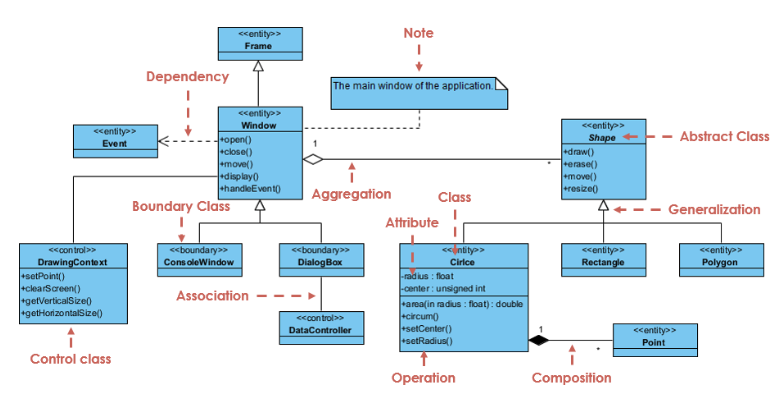 <<entity>>
Frame
Note
Dependency
The main window of the application.
<<entity>>
Window
+open()
+close()
+move()
+display()
+handleEvent()
<<entity>>
Event
<<entity>>
Shape
+draw()
+erase()
+move()
+resize()
Abstract Class
1
*
Aggregation
Boundary Class
Class
Attribute
Generalization
<<control>>
DrawingContext
+setPoint()
+clearScreen()
+getVerticalSize()
+getHorizontalSize()
<<boundary>>
ConsoleWindow
<<boundary>>
DialogBox
<<entity>>
Cirlce
-radius : float
-center : unsigned int
+area(in radius : float) : double
+circum()
+setCenter()
+setRadius()
<<entity>>
Rectangle
<<entity>>
Polygon
Association
<<control>>
DataController
1
*
<<entity>>
Point
Control class
Operation
Composition